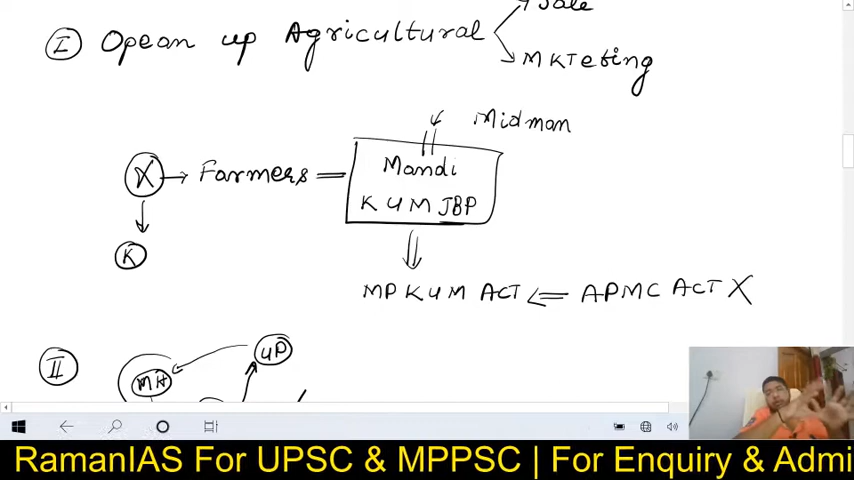 Sale
I Opean up Agricultural
MKTeting
Midman
X → Farmers = Mandi
KUM JBP
K
MP KUM ACT ⇐ APMC ACT X
II
UP
MH
RamanIAS For UPSC & MPPSC | For Enquiry & Admi